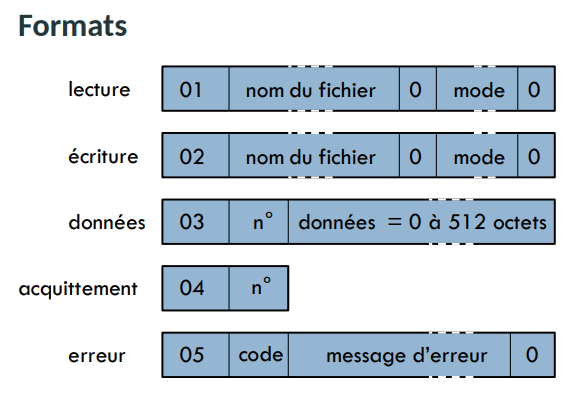 Formats
lecture 01 nom du fichier 0 mode 0
écriture 02 nom du fichier 0 mode 0
données 03 n° données = 0 à 512 octets
acquittement 04 n°
erreur 05 code message d'erreur 0